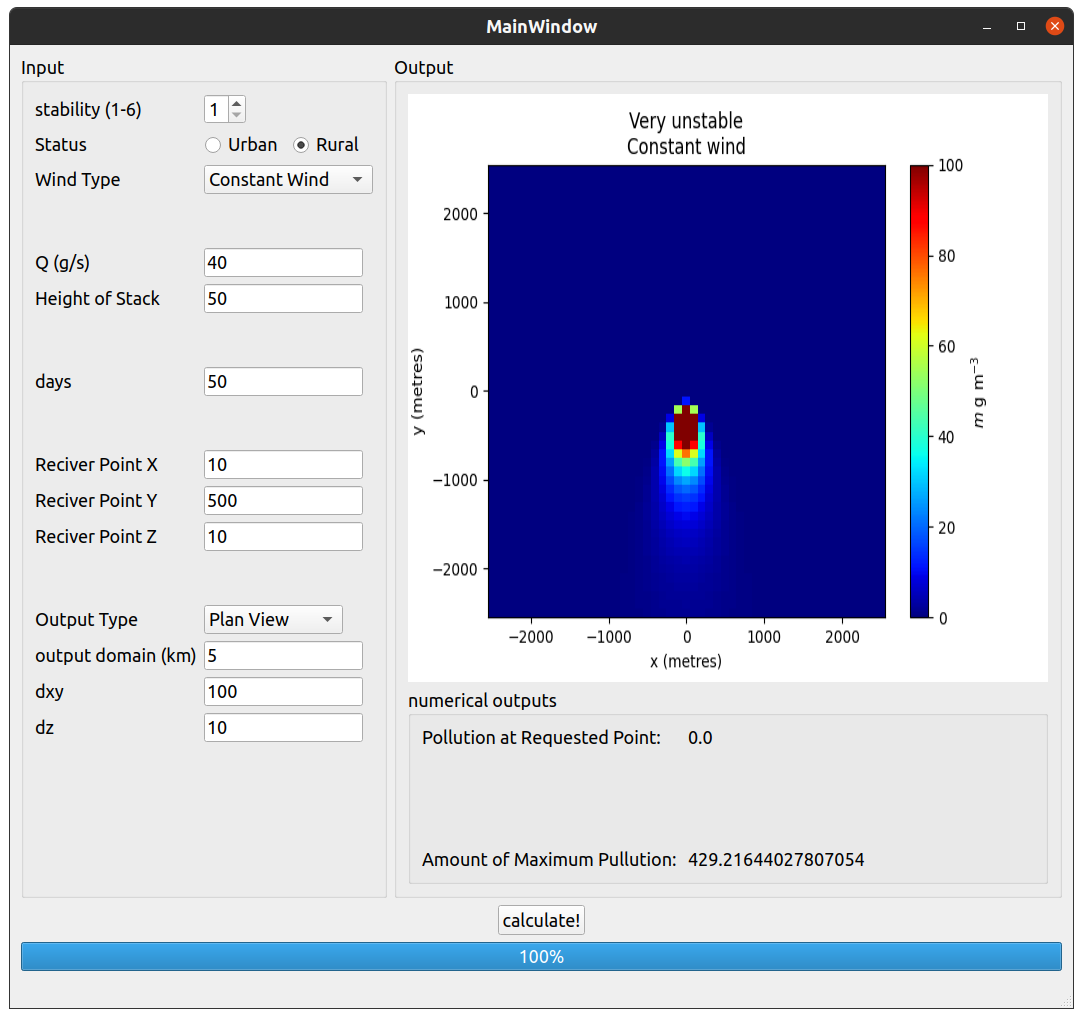 MainWindow
Input
stability (1-6) 1
Status Urban Rural
Wind Type Constant Wind
Q (g/s) 40
Height of Stack 50
days 50
Reciver Point X 10
Reciver Point Y 500
Reciver Point Z 10
Output Type Plan View
output domain (km) 5
dxy 100
dz 10
Output
Very unstable
Constant wind
y (metres)
2000
1000
0
−1000
−2000
−2000 −1000 0 1000 2000
x (metres)
100
80
60
40
20
0
m g m⁻³
numerical outputs
Pollution at Requested Point: 0.0
Amount of Maximum Pullution: 429.21644027807054
calculate!
100%